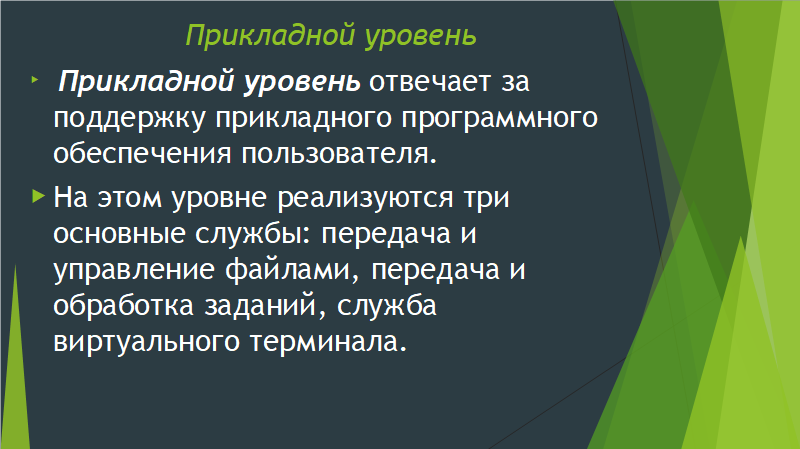 Прикладной уровень
Прикладной уровень отвечает за
поддержку прикладного программного
обеспечения пользователя.
На этом уровне реализуются три
основные службы: передача и
управление файлами, передача и
обработка заданий, служба
виртуального терминала.